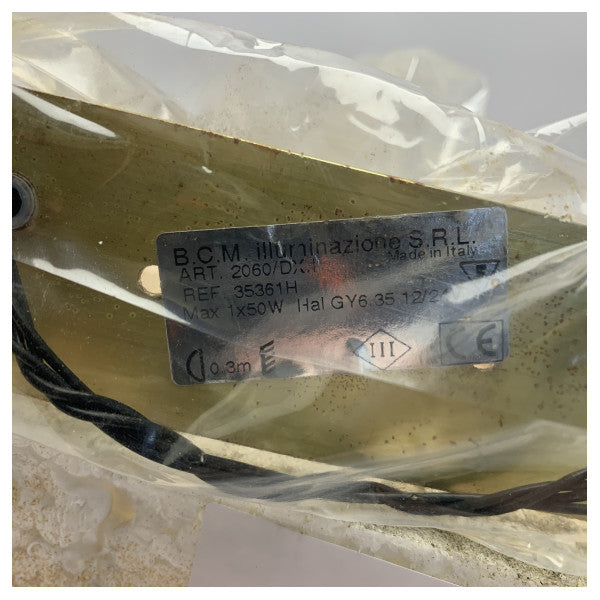 B.C.M. illuminazione S.R.L.
Made in Italy
ART. 2060/DX
REF 35361H
Max 1x50W Hal GY6.35 12/2
F
0.3m
III
CE